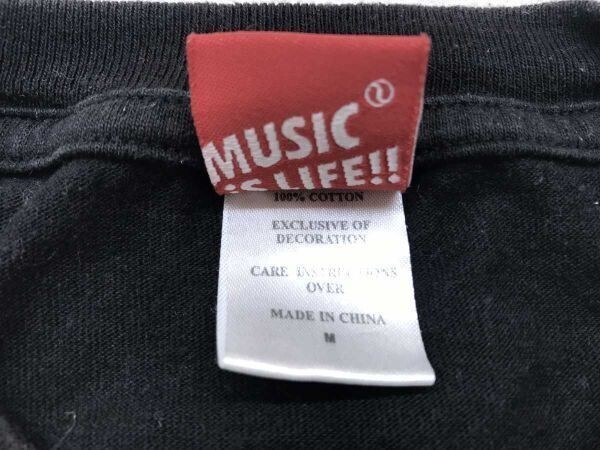 MUSIC
IS LIFE!!
100% COTTON
EXCLUSIVE OF
DECORATION
CARE INSTRUCTIONS
OVER
MADE IN CHINA
M